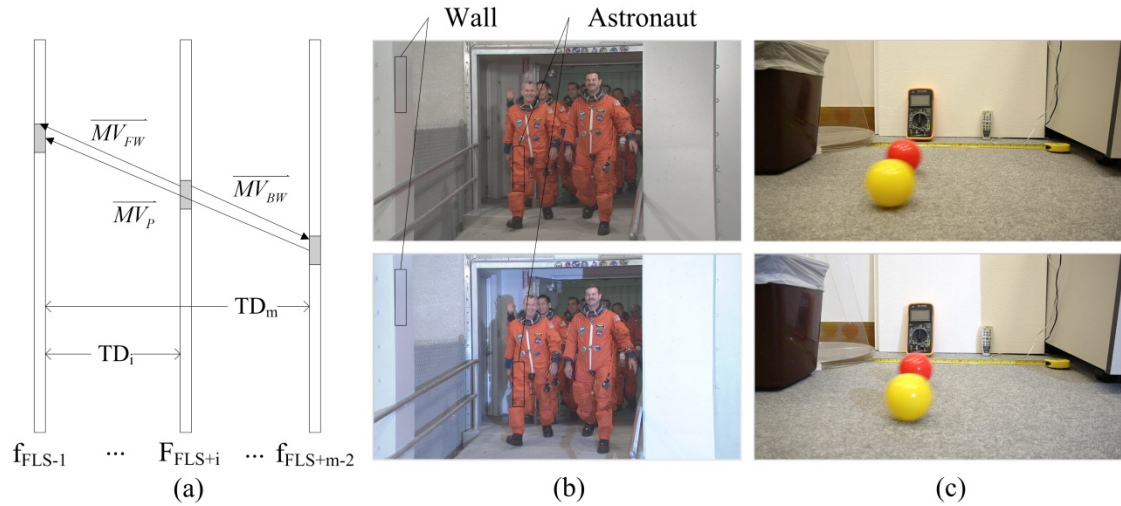 Wall
Astronaut
MV_FW
MV_BW
MV_P
TD_m
TD_i
f_FLS-1 ... F_FLS+i ... f_FLS+m-2
(a)
(b)
(c)